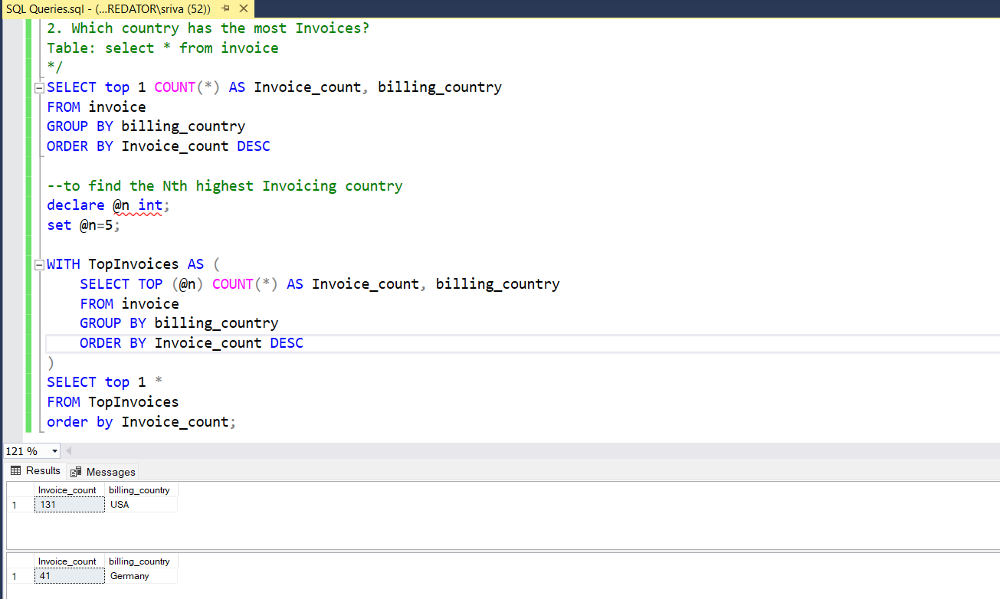 SQL Queries.sql - (...REDATOR\sriva (52))
2. Which country has the most Invoices?
Table: select * from invoice
*/
SELECT top 1 COUNT(*) AS Invoice_count, billing_country
FROM invoice
GROUP BY billing_country
ORDER BY Invoice_count DESC
--to find the Nth highest Invoicing country
declare @n int;
set @n=5;
WITH TopInvoices AS (
SELECT TOP (@n) COUNT(*) AS Invoice_count, billing_country
FROM invoice
GROUP BY billing_country
ORDER BY Invoice_count DESC
)
SELECT top 1 *
FROM TopInvoices
order by Invoice_count;
121 %
Results Messages
Invoice_count billing_country
1 131 USA
Invoice_count billing_country
1 41 Germany